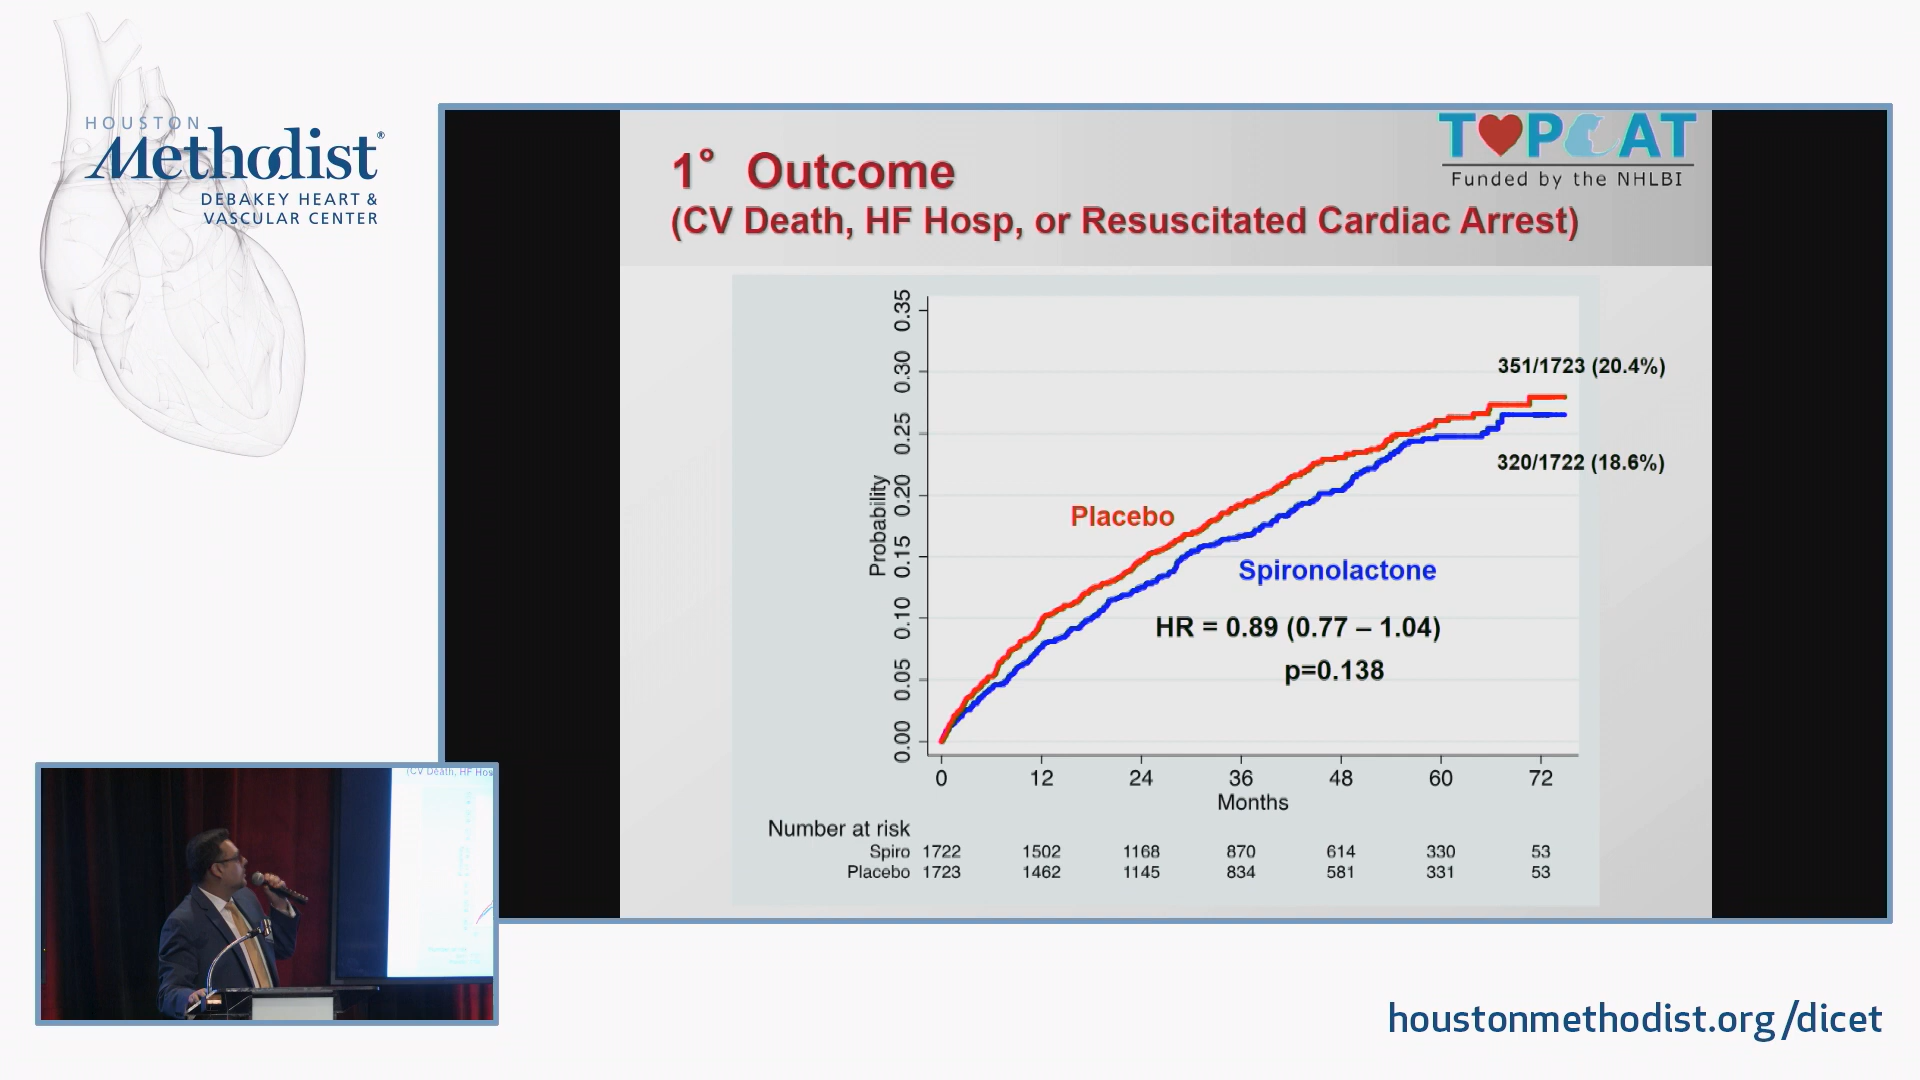 HOUSTON
Methodist®
DEBAKEY HEART &
VASCULAR CENTER
TOPCAT
Funded by the NHLBI
1° Outcome
(CV Death, HF Hosp, or Resuscitated Cardiac Arrest)
0.35
0.30
0.25
0.20
0.15
0.10
0.05
0.00
Probability
351/1723 (20.4%)
320/1722 (18.6%)
Placebo
Spironolactone
HR = 0.89 (0.77 – 1.04)
p=0.138
0 12 24 36 48 60 72
Months
Number at risk
Spiro 1722 1502 1168 870 614 330 53
Placebo 1723 1462 1145 834 581 331 53
(CV Death, HF Hos
houstonmethodist.org/dicet